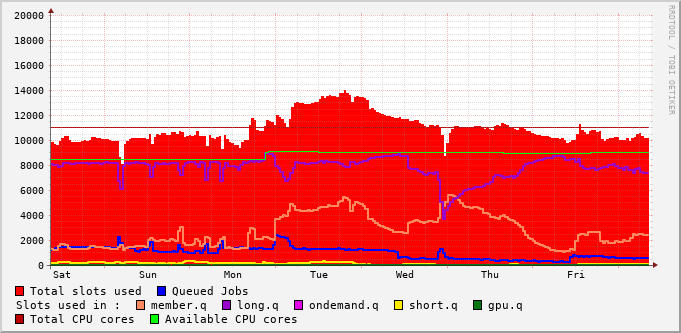 20000
18000
16000
14000
12000
10000
8000
6000
4000
2000
0
Sat Sun Mon Tue Wed Thu Fri
RRDTOOL / TOBI OETIKER
Total slots used Queued Jobs
Slots used in : member.q long.q ondemand.q short.q gpu.q
Total CPU cores Available CPU cores